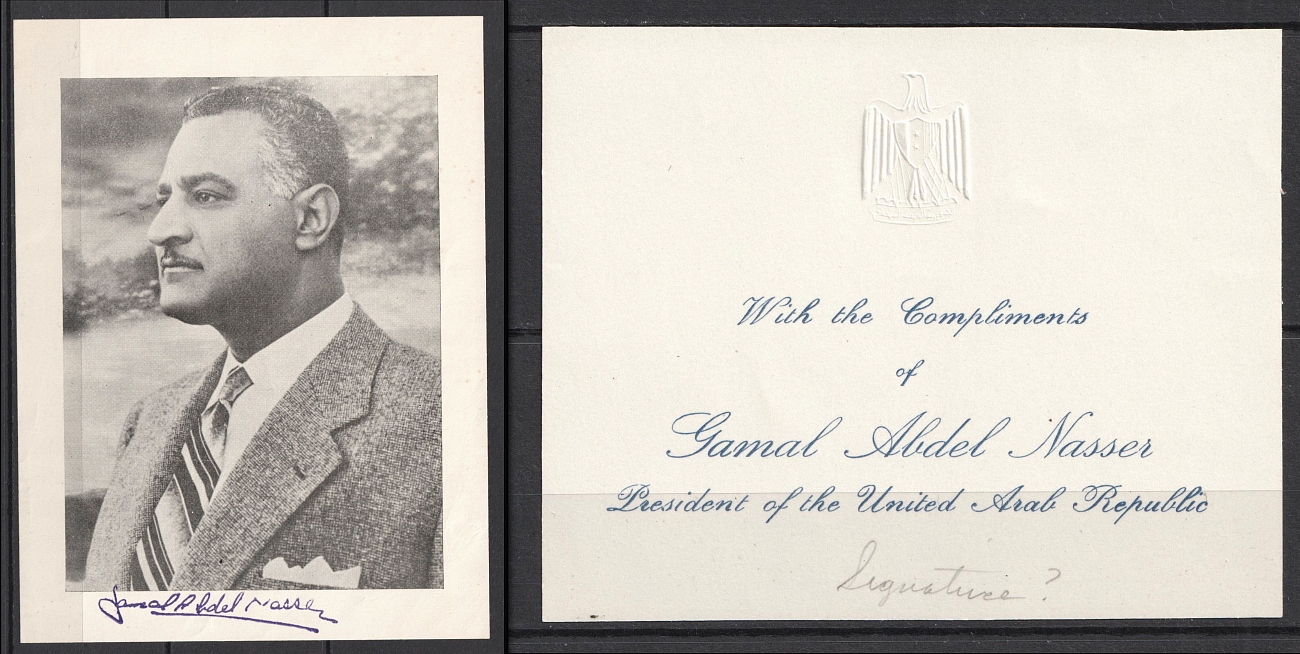 Gamal Abdel Nasser
With the Compliments
of
Gamal Abdel Nasser
President of the United Arab Republic
Signature?